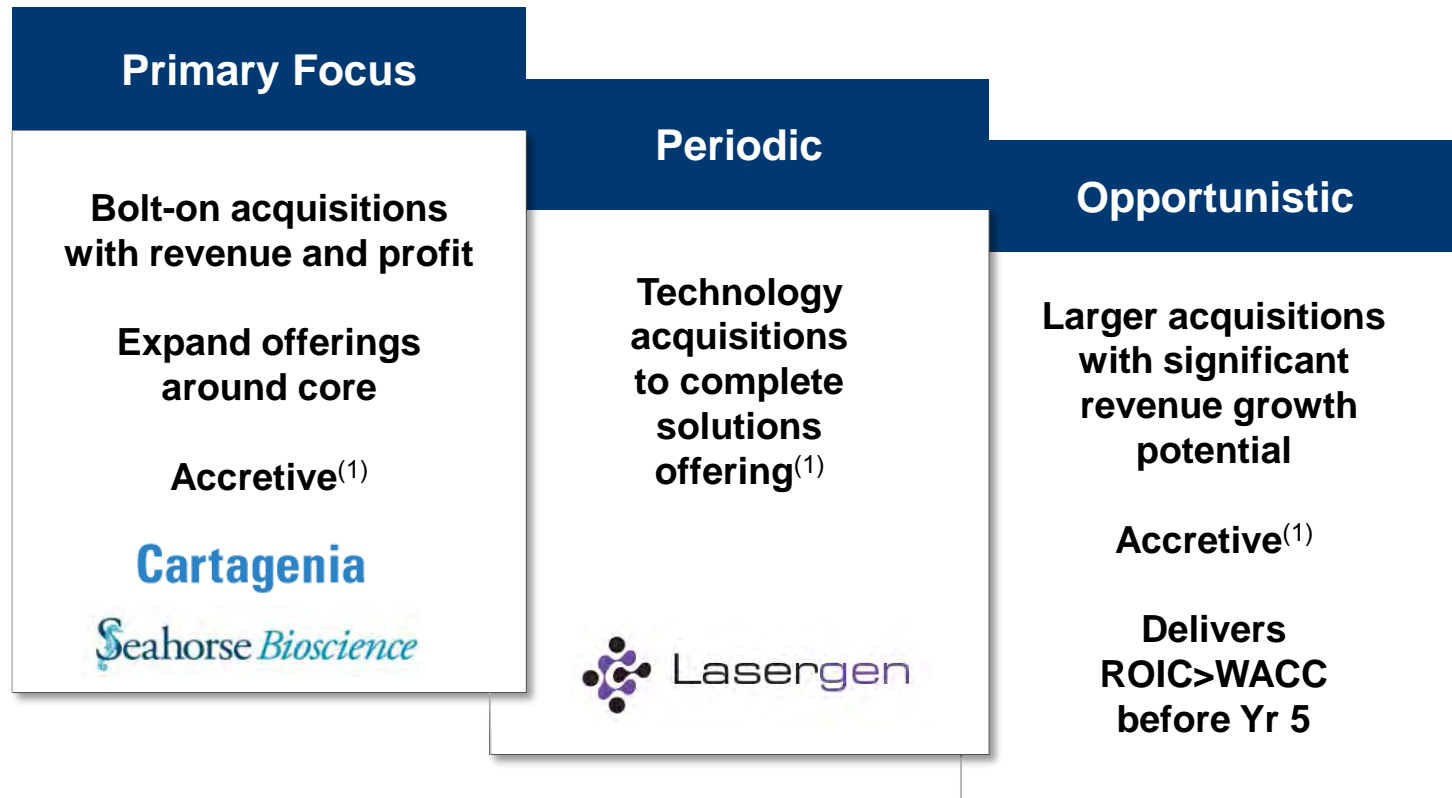 Primary Focus
Bolt-on acquisitions
with revenue and profit
Expand offerings
around core
Accretive(1)
Cartagenia
Seahorse Bioscience
Periodic
Technology
acquisitions
to complete
solutions
offering(1)
Lasergen
Opportunistic
Larger acquisitions
with significant
revenue growth
potential
Accretive(1)
Delivers
ROIC>WACC
before Yr 5